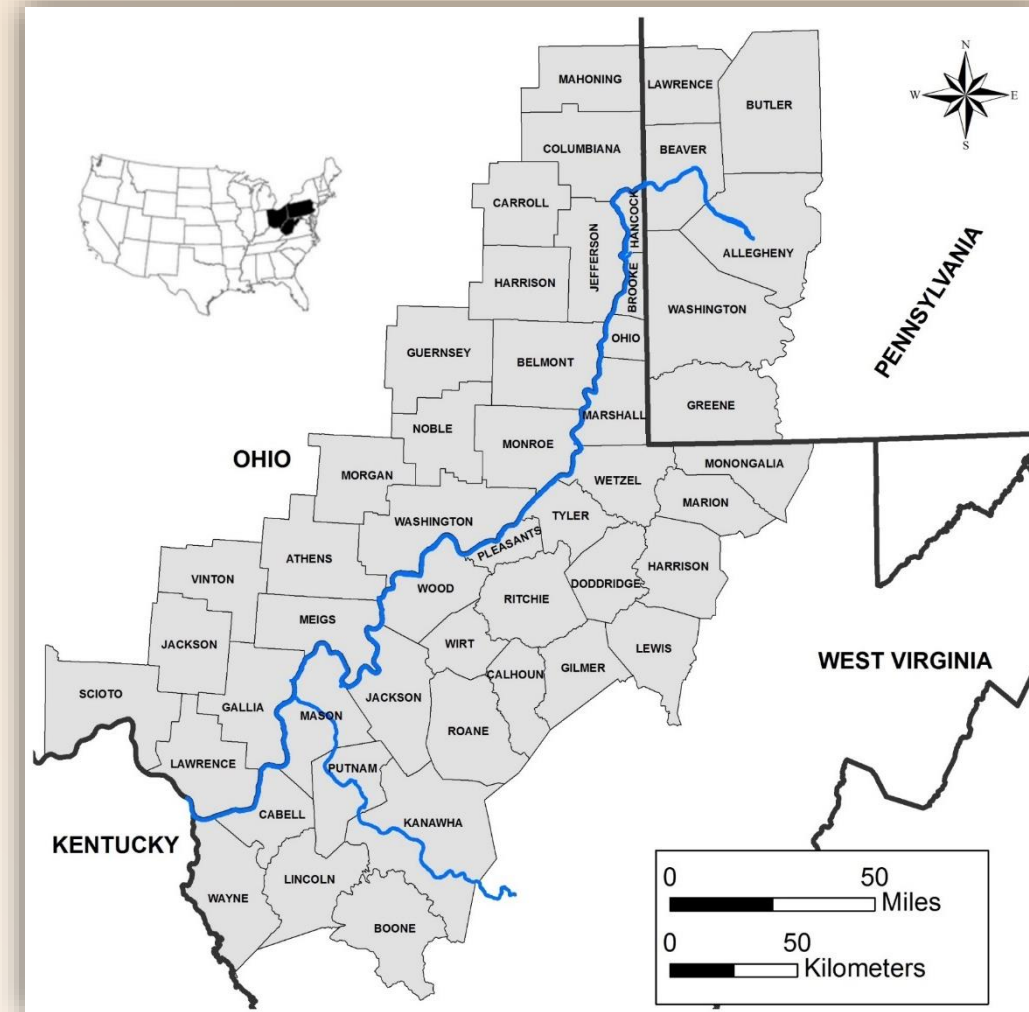 MAHONING
LAWRENCE
BUTLER
N
W
E
S
COLUMBIANA
BEAVER
CARROLL
JEFFERSON
HANCOCK
ALLEGHENY
HARRISON
BROOKE
WASHINGTON
PENNSYLVANIA
GUERNSEY
BELMONT
OHIO
MARSHALL
GREENE
NOBLE
MONROE
OHIO
MORGAN
MONONGALIA
WETZEL
MARION
WASHINGTON
TYLER
PLEASANTS
ATHENS
HARRISON
VINTON
WOOD
RITCHIE
DODDRIDGE
MEIGS
JACKSON
WIRT
LEWIS
WEST VIRGINIA
SCIOTO
GALLIA
MASON
JACKSON
CALHOUN
GILMER
ROANE
LAWRENCE
PUTNAM
CABELL
KANAWHA
KENTUCKY
LINCOLN
WAYNE
BOONE
0 50
Miles
0 50
Kilometers